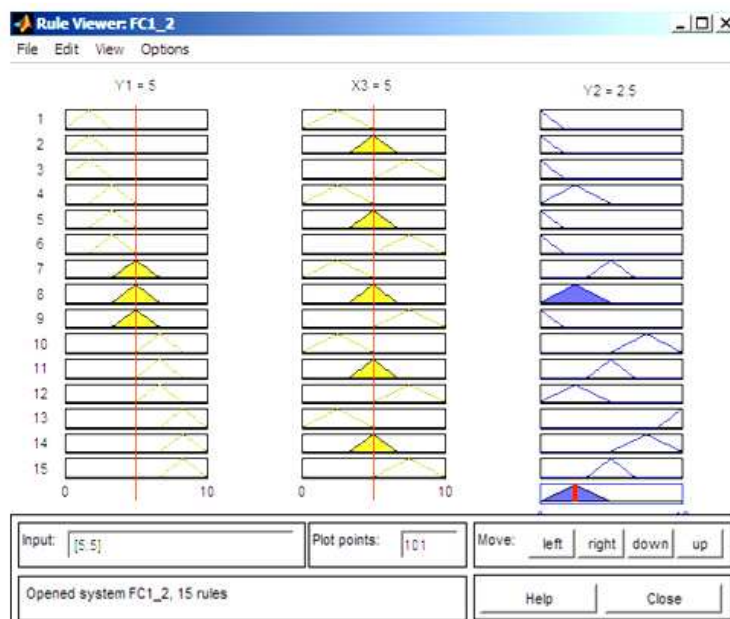 Rule Viewer: FC1_2
File Edit View Options
Y1 = 5 X3 = 5 Y2 = 2.5
1
2
3
4
5
6
7
8
9
10
11
12
13
14
15
0 10 0 10
Input: [5;5] Plot points: 101 Move: left right down up
Opened system FC1_2, 15 rules Help Close